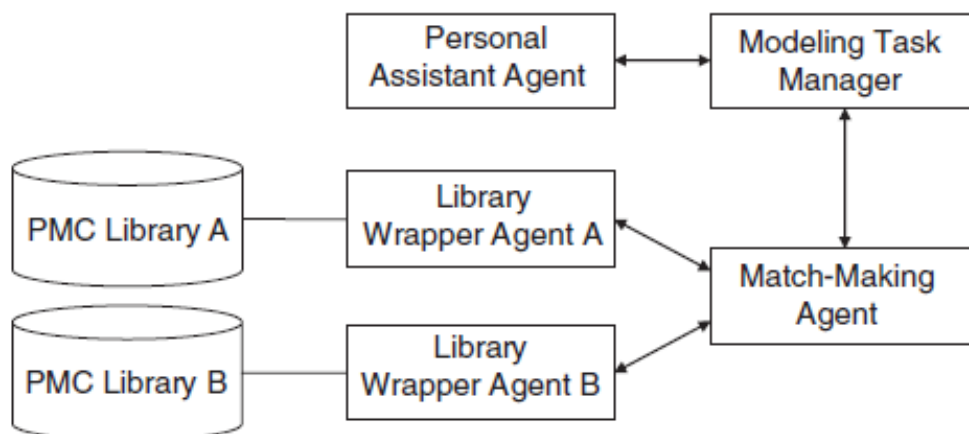 Personal
Assistant Agent
Modeling Task
Manager
PMC Library A
Library
Wrapper Agent A
Match-Making
Agent
PMC Library B
Library
Wrapper Agent B